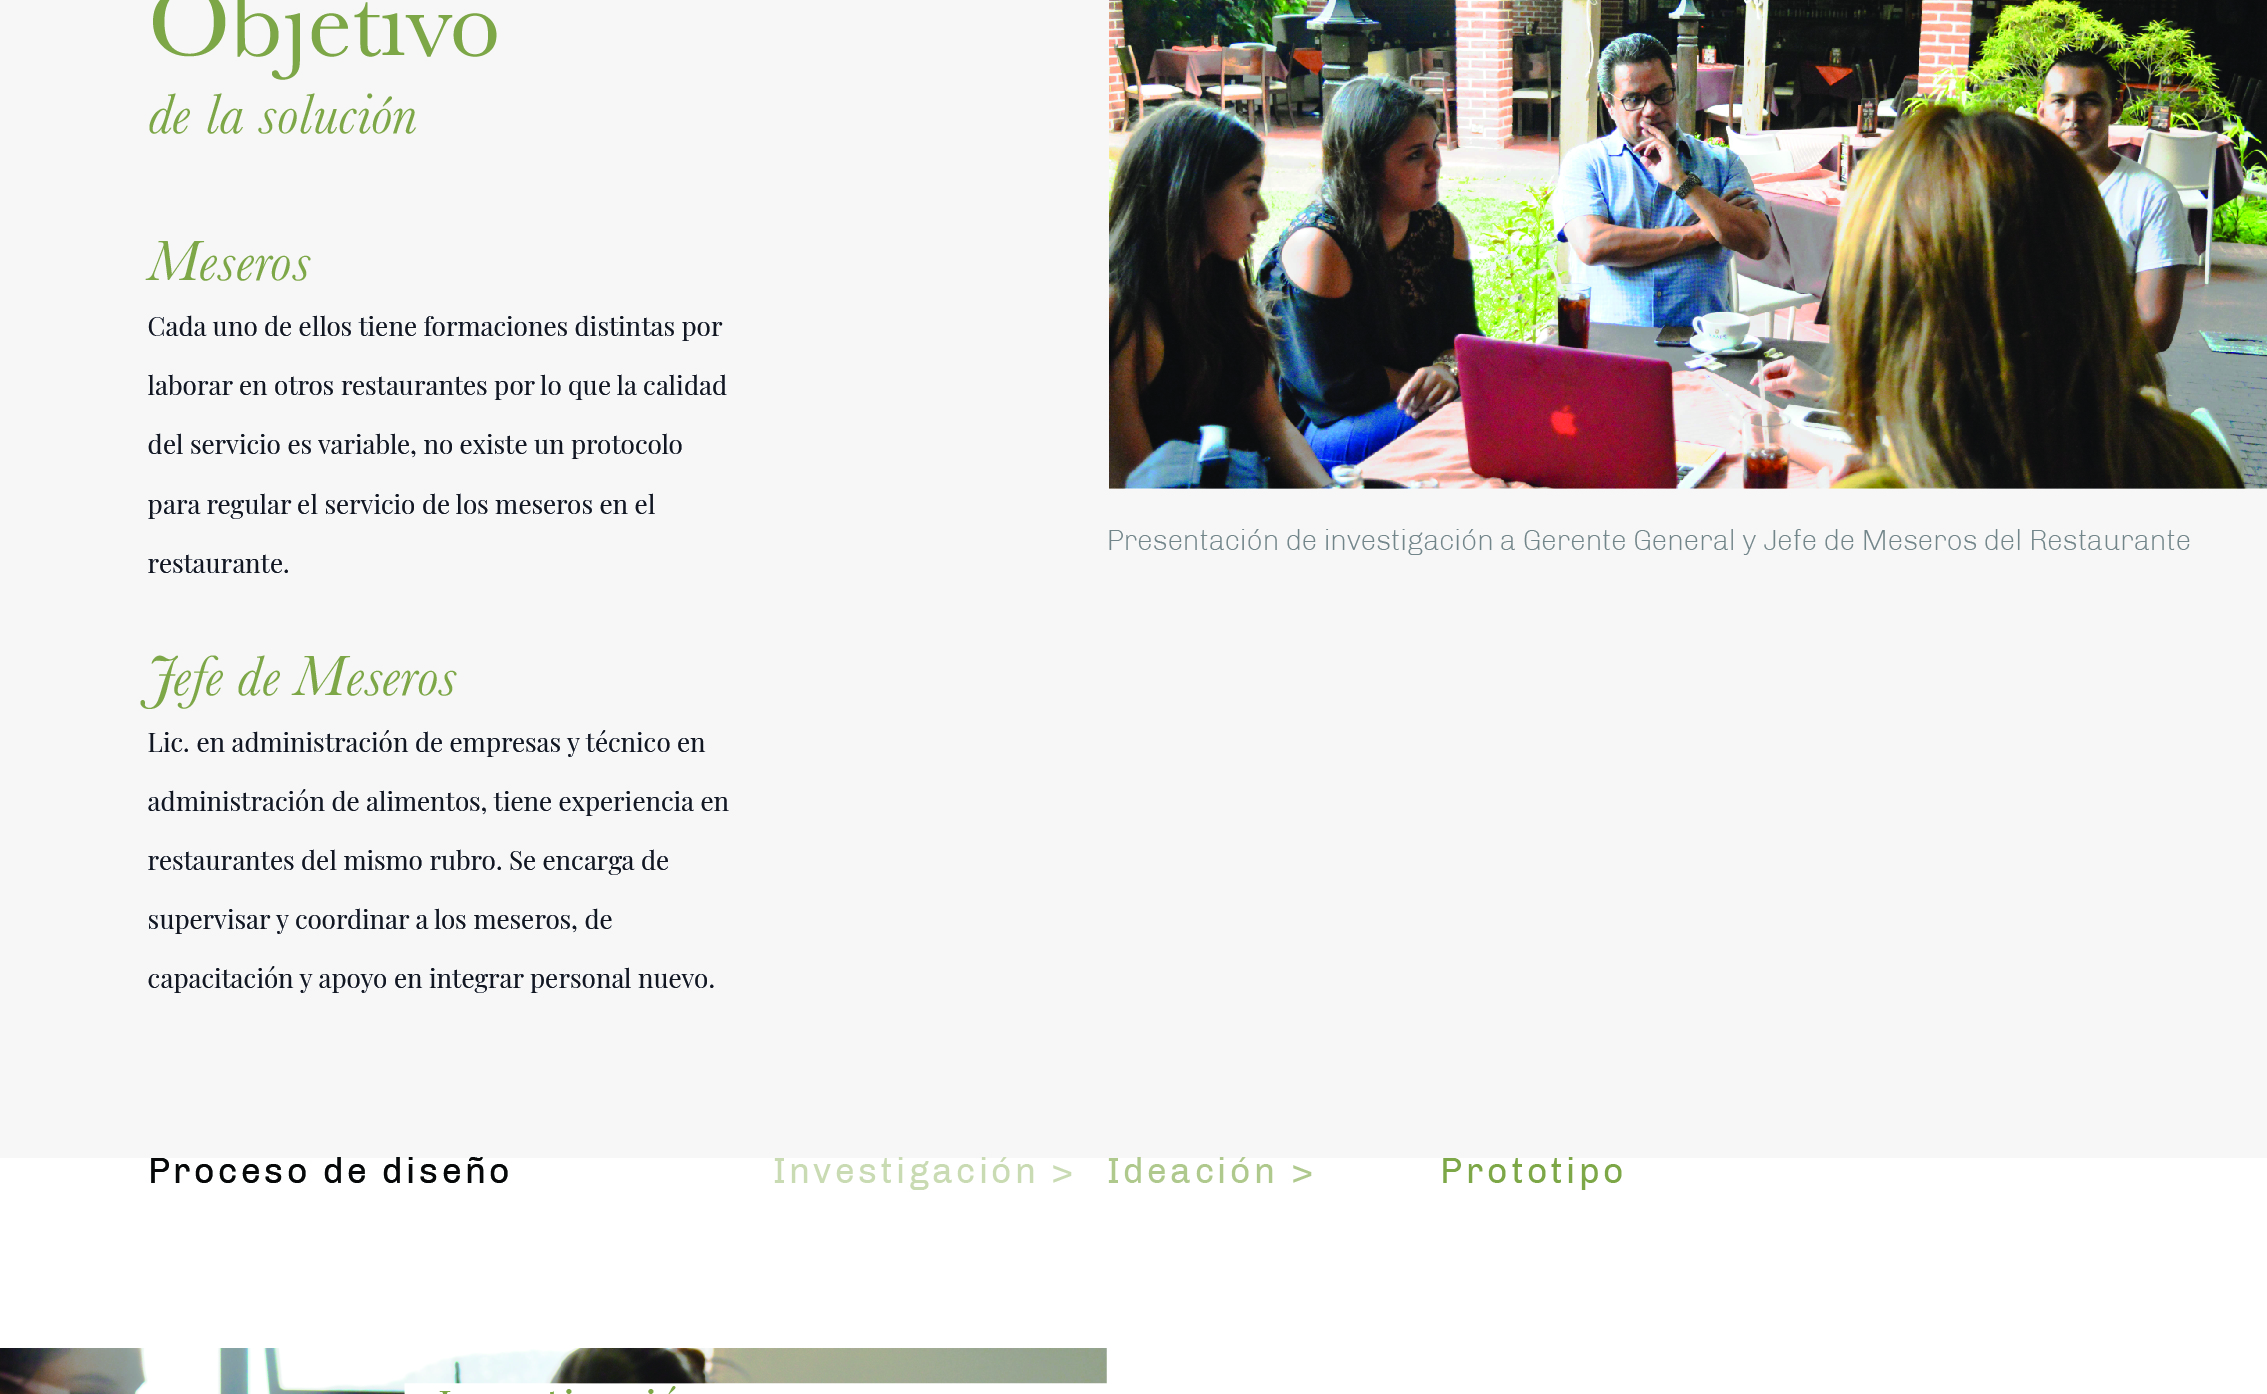 Objetivo
de la solución
Meseros
Cada uno de ellos tiene formaciones distintas por
laborar en otros restaurantes por lo que la calidad
del servicio es variable, no existe un protocolo
para regular el servicio de los meseros en el
restaurante.
Jefe de Meseros
Lic. en administración de empresas y técnico en
administración de alimentos, tiene experiencia en
restaurantes del mismo rubro. Se encarga de
supervisar y coordinar a los meseros, de
capacitación y apoyo en integrar personal nuevo.
Presentación de investigación a Gerente General y Jefe de Meseros del Restaurante
Proceso de diseño Investigación > Ideación > Prototipo